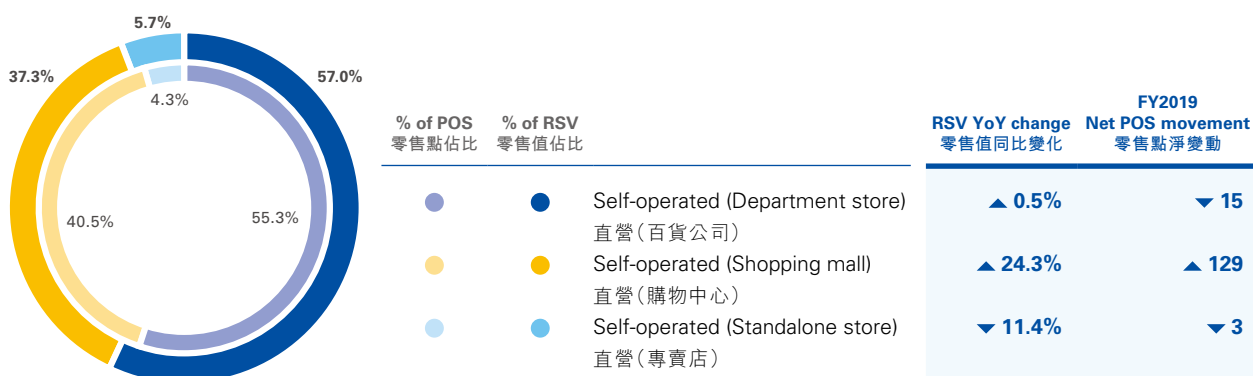 5.7%
37.3%
57.0%
4.3%
40.5%
55.3%
% of POS
零售點佔比
% of RSV
零售值佔比
RSV YoY change
零售值同比變化
FY2019
Net POS movement
零售點淨變動
Self-operated (Department store)
直營(百貨公司)
▲ 0.5%
▼ 15
Self-operated (Shopping mall)
直營(購物中心)
▲ 24.3%
▲ 129
Self-operated (Standalone store)
直營(專賣店)
▼ 11.4%
▼ 3